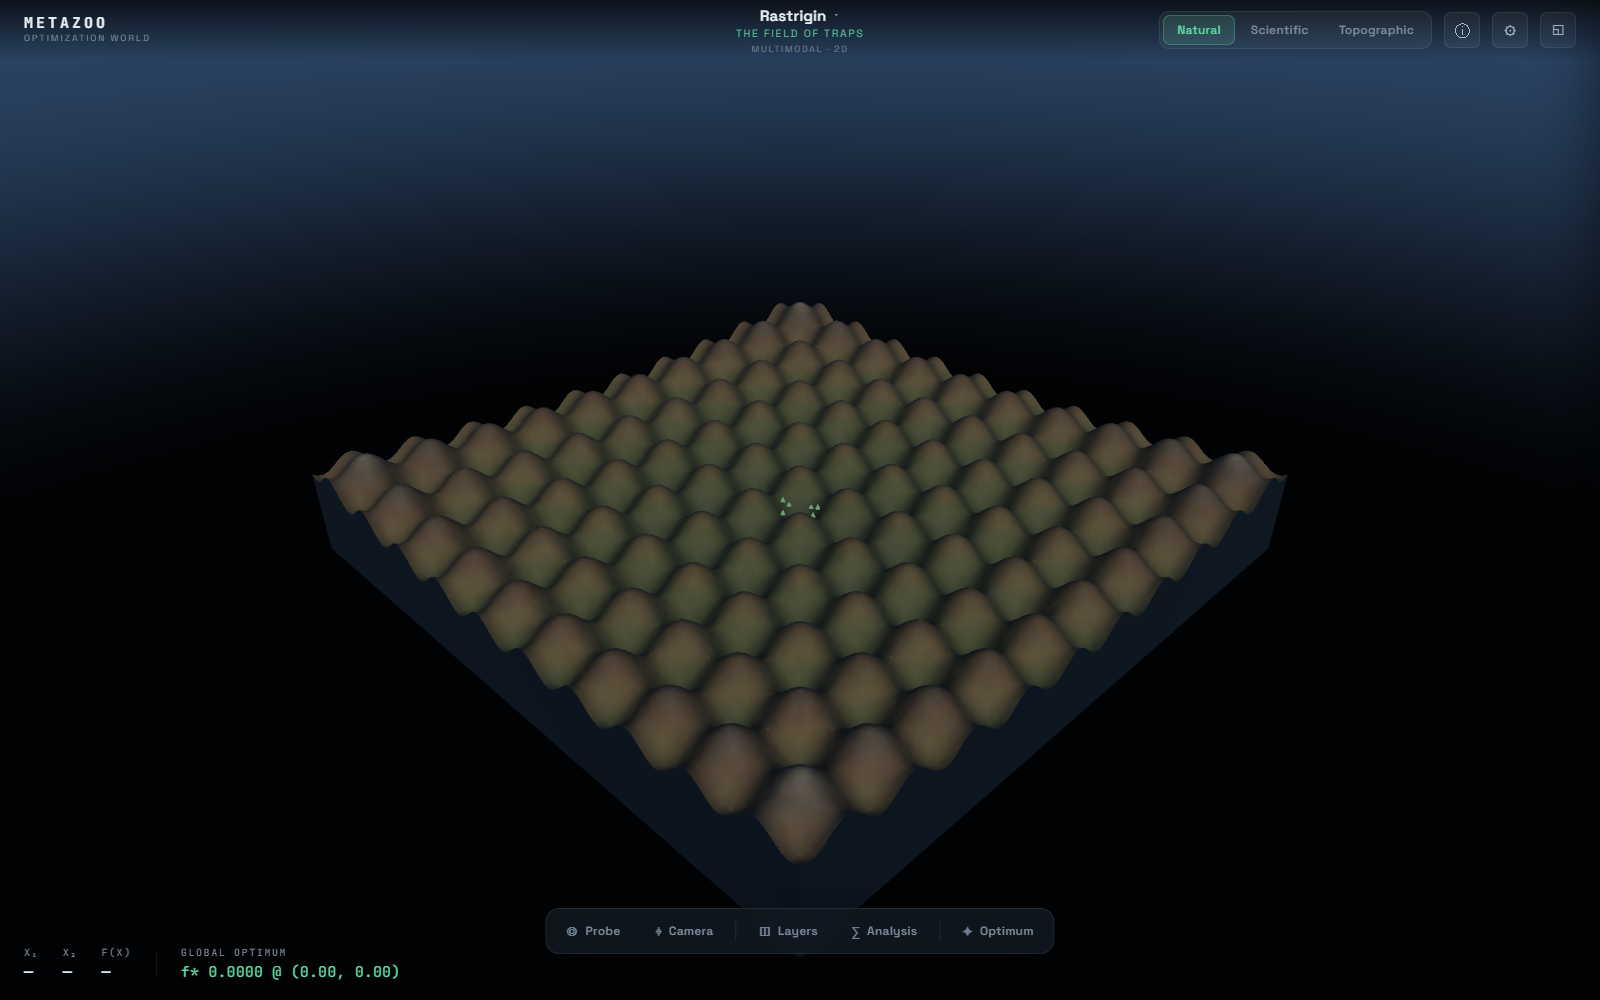 METAZOO
OPTIMIZATION WORLD
Rastrigin
THE FIELD OF TRAPS
MULTIMODAL · 2D
Natural Scientific Topographic
Probe Camera Layers ∑ Analysis Optimum
X₁ X₂ F(X)
— — —
GLOBAL OPTIMUM
f* 0.0000 @ (0.00, 0.00)